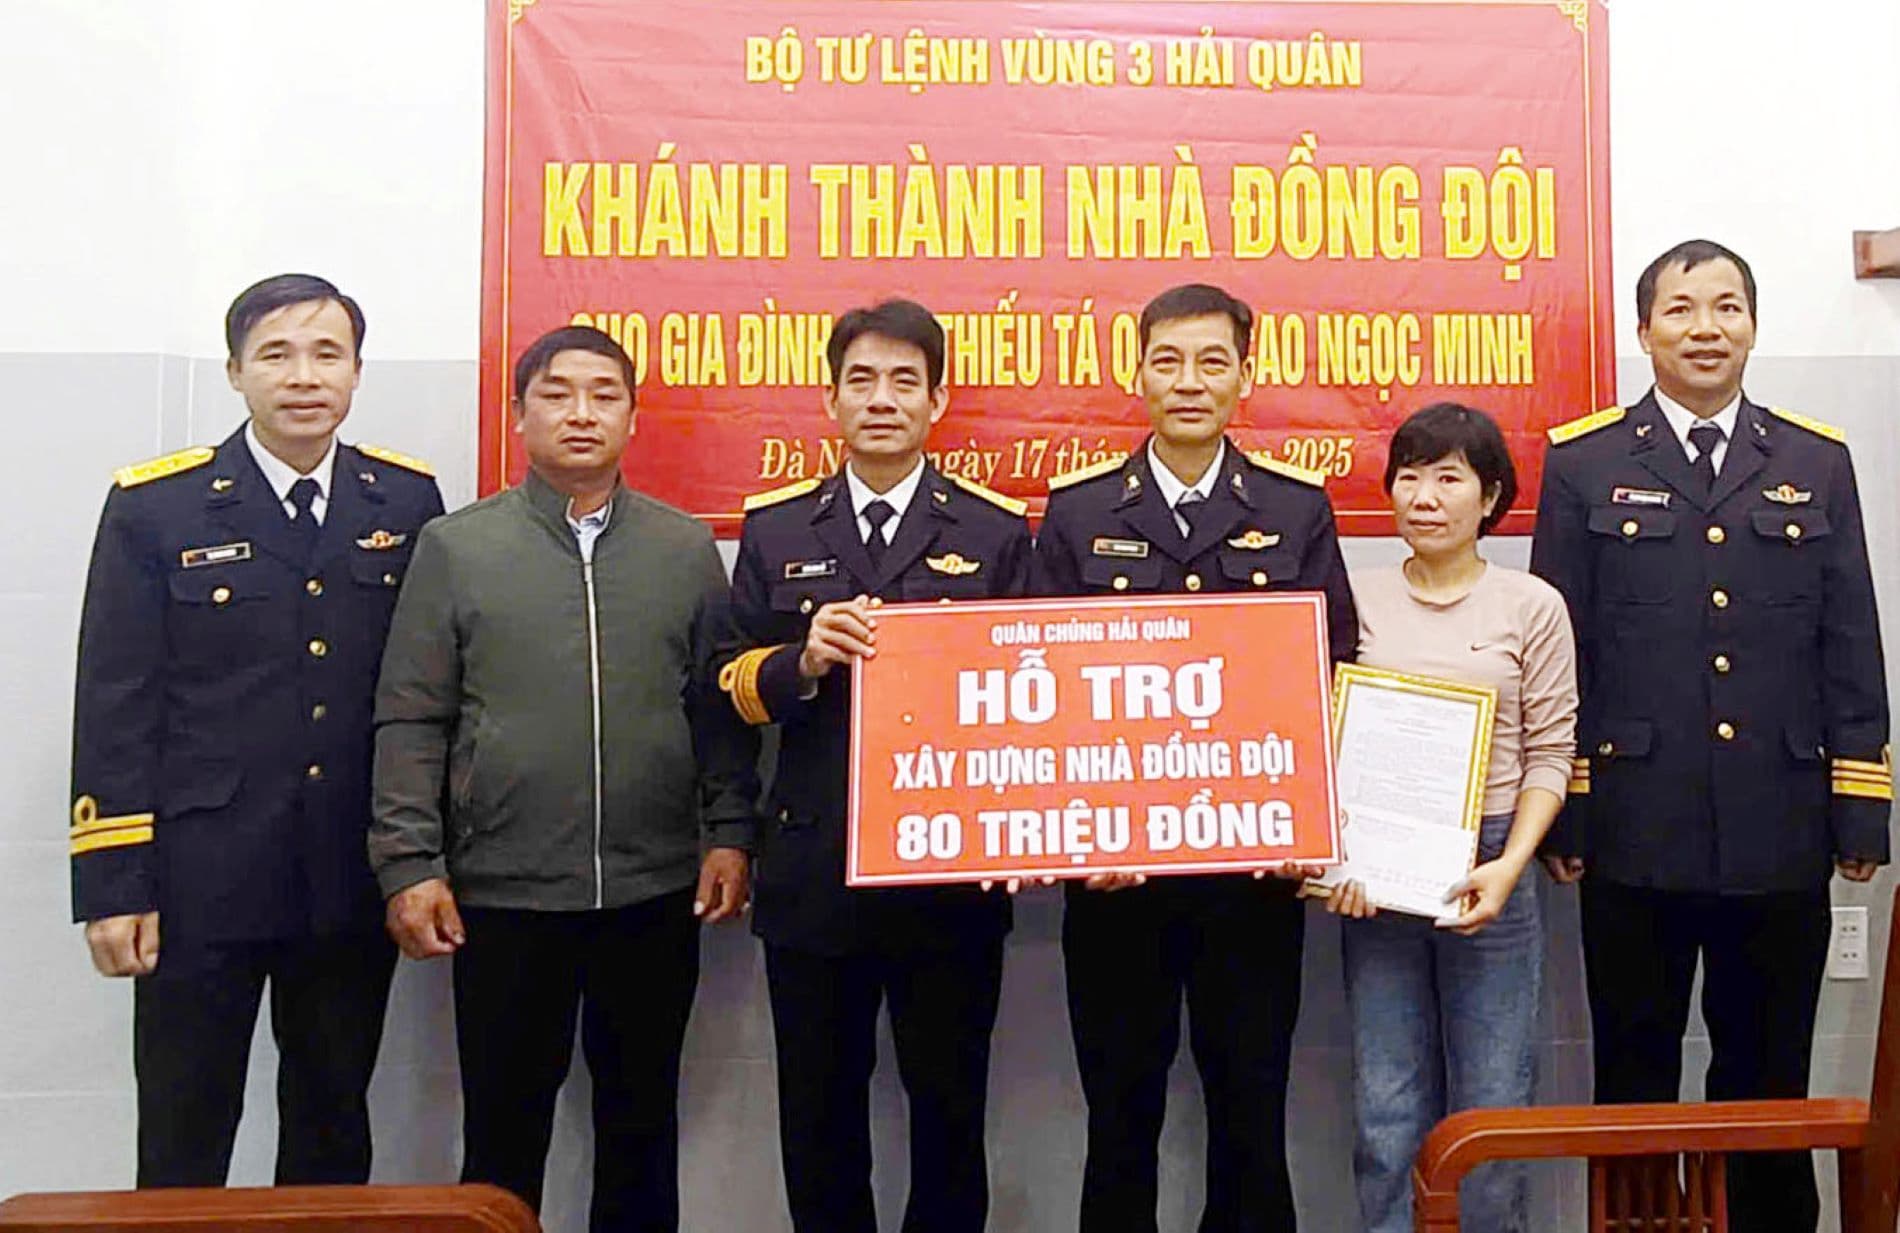 BỘ TƯ LỆNH VÙNG 3 HẢI QUÂN
KHÁNH THÀNH NHÀ ĐỒNG ĐỘI
CHO GIA ĐÌNH THIẾU TÁ CAO NGỌC MINH
Đà ngày 17 2025
QUÂN CHỦNG HẢI QUÂN
HỖ TRỢ
XÂY DỰNG NHÀ ĐỒNG ĐỘI
80 TRIỆU ĐỒNG